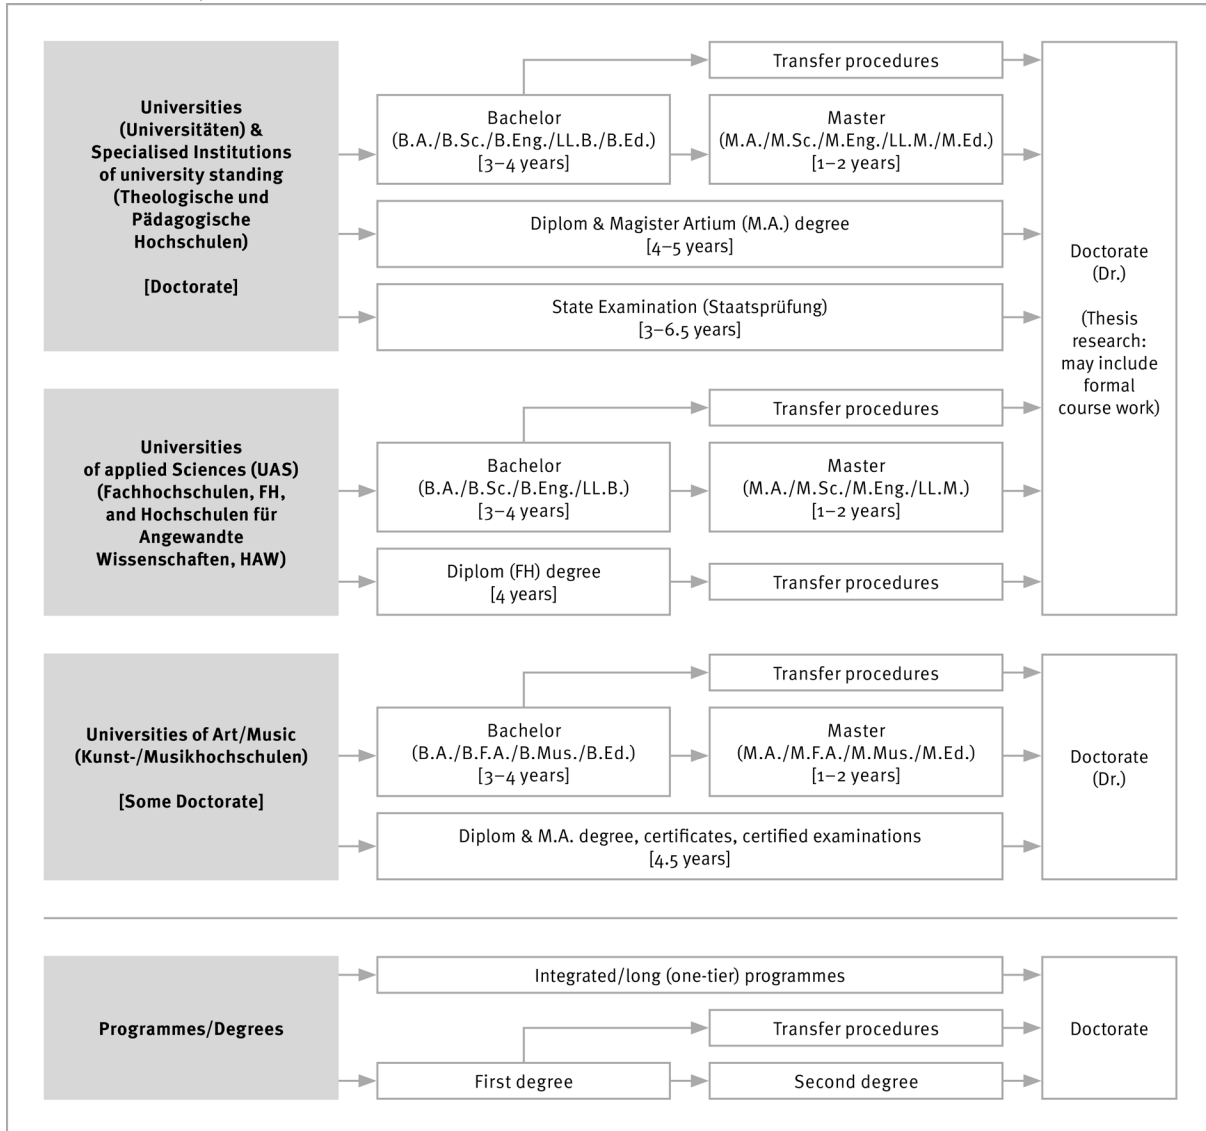 Universities
(Universitäten) &
Specialised Institutions
of university standing
(Theologische und
Pädagogische
Hochschulen)
[Doctorate]
Transfer procedures
Bachelor
(B.A./B.Sc./B.Eng./LL.B./B.Ed.)
[3–4 years]
Master
(M.A./M.Sc./M.Eng./LL.M./M.Ed.)
[1–2 years]
Diplom & Magister Artium (M.A.) degree
[4–5 years]
State Examination (Staatsprüfung)
[3–6.5 years]
Doctorate
(Dr.)
(Thesis
research:
may include
formal
course work)
Universities
of applied Sciences (UAS)
(Fachhochschulen, FH,
and Hochschulen für
Angewandte
Wissenschaften, HAW)
Transfer procedures
Bachelor
(B.A./B.Sc./B.Eng./LL.B.)
[3–4 years]
Master
(M.A./M.Sc./M.Eng./LL.M.)
[1–2 years]
Diplom (FH) degree
[4 years]
Transfer procedures
Universities of Art/Music
(Kunst-/Musikhochschulen)
[Some Doctorate]
Transfer procedures
Bachelor
(B.A./B.F.A./B.Mus./B.Ed.)
[3–4 years]
Master
(M.A./M.F.A./M.Mus./M.Ed.)
[1–2 years]
Diplom & M.A. degree, certificates, certified examinations
[4.5 years]
Doctorate
(Dr.)
Programmes/Degrees
Integrated/long (one-tier) programmes
Transfer procedures
First degree
Second degree
Doctorate